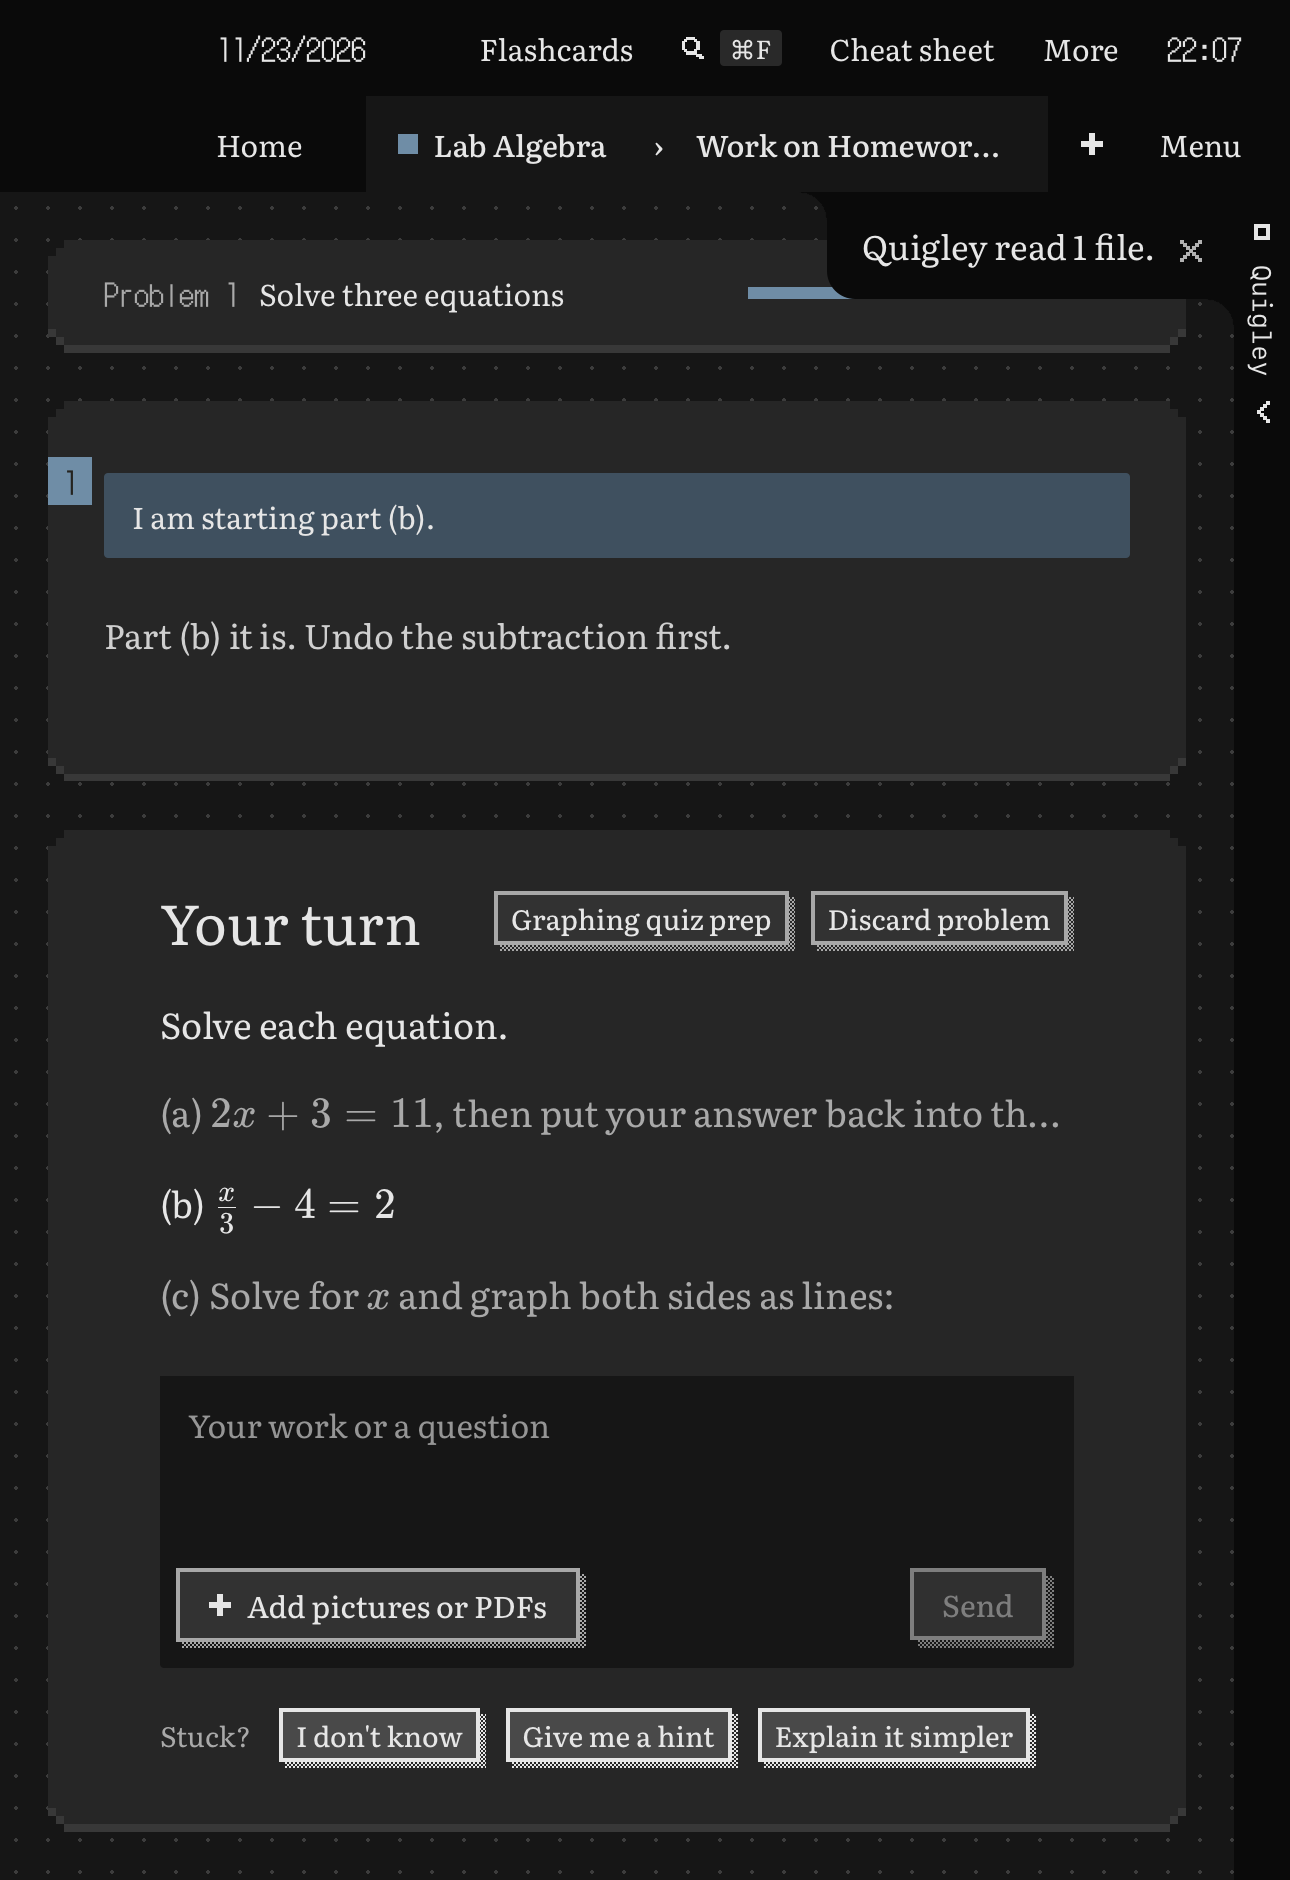 11/23/2026 Flashcards ⌘F Cheat sheet More 22:07
Home Lab Algebra › Work on Homewor... Menu
Quigley read 1 file.
Quigley
Problem 1 Solve three equations
1
I am starting part (b).
Part (b) it is. Undo the subtraction first.
Your turn Graphing quiz prep Discard problem
Solve each equation.
(a) 2x + 3 = 11, then put your answer back into th...
(b) x/3 − 4 = 2
(c) Solve for x and graph both sides as lines:
Your work or a question
Add pictures or PDFs Send
Stuck? I don't know Give me a hint Explain it simpler